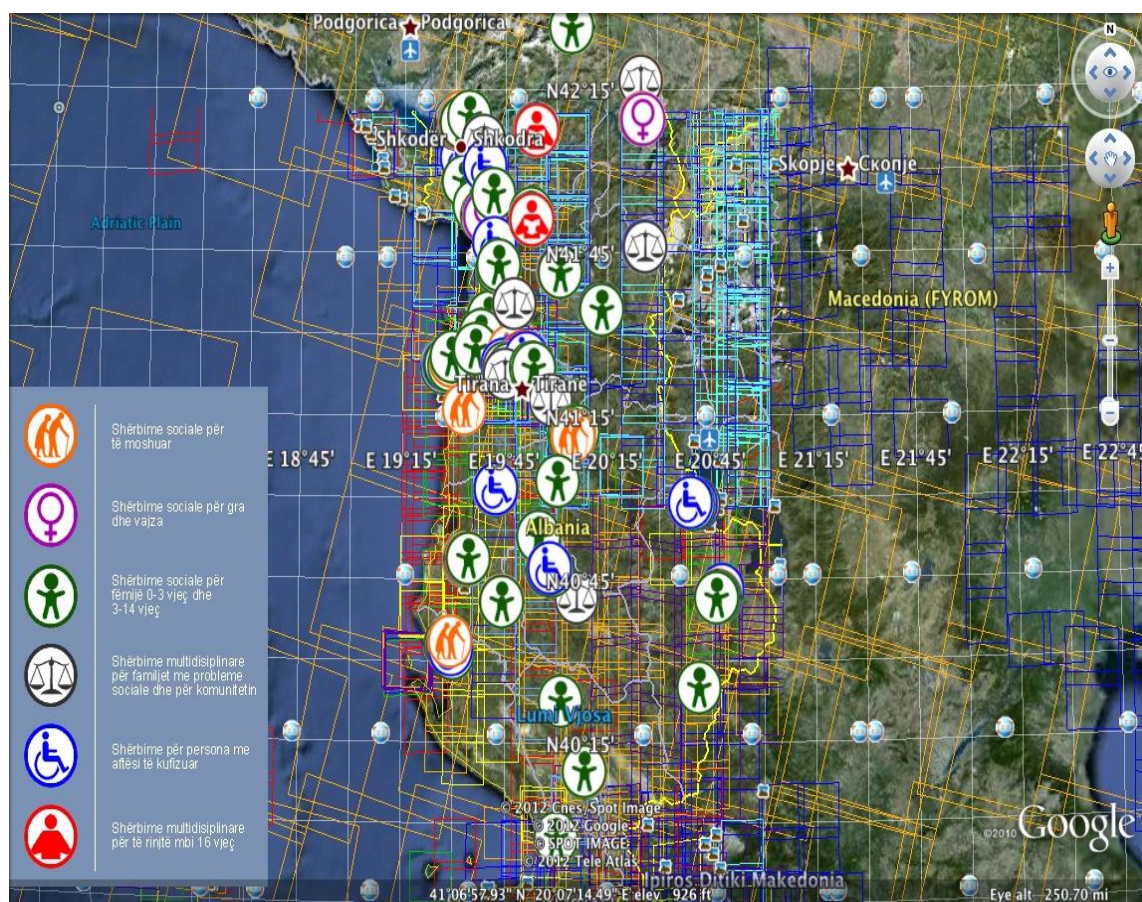 Podgorica Podgorica
N
N42°15'
Shkodër Shkodra
Skopje Скопје
Adriatic Plain
N41°45'
Macedonia (FYROM)
Tirana Tiranë
N41°15'
E 18°45' E 19°15' E 19°45' E 20°15' E 20°45' E 21°15' E 21°45' E 22°15' E 22°45'
Albania
N40°45'
Lumi Vjosa
N40°15'
Shërbime sociale për
të moshuar
Shërbime sociale për gra
dhe vajza
Shërbime sociale për
fëmijë 0-3 vjeç dhe
3-14 vjeç
Shërbime multidisiplinare
për familjet me probleme
sociale dhe për komunitetin
Shërbime për persona me
aftësi të kufizuar
Shërbime multidisiplinare
për të rinjtë mbi 16 vjeç
© 2012 Cnes, Spot Image
© 2012 Google
© SPOT IMAGE
© 2012 Tele Atlas
©2010 Google
Ipiros Ditiki Makedonia
41°06'57.93" N 20°07'14.49" E elev 926 ft
Eye alt 250.70 mi